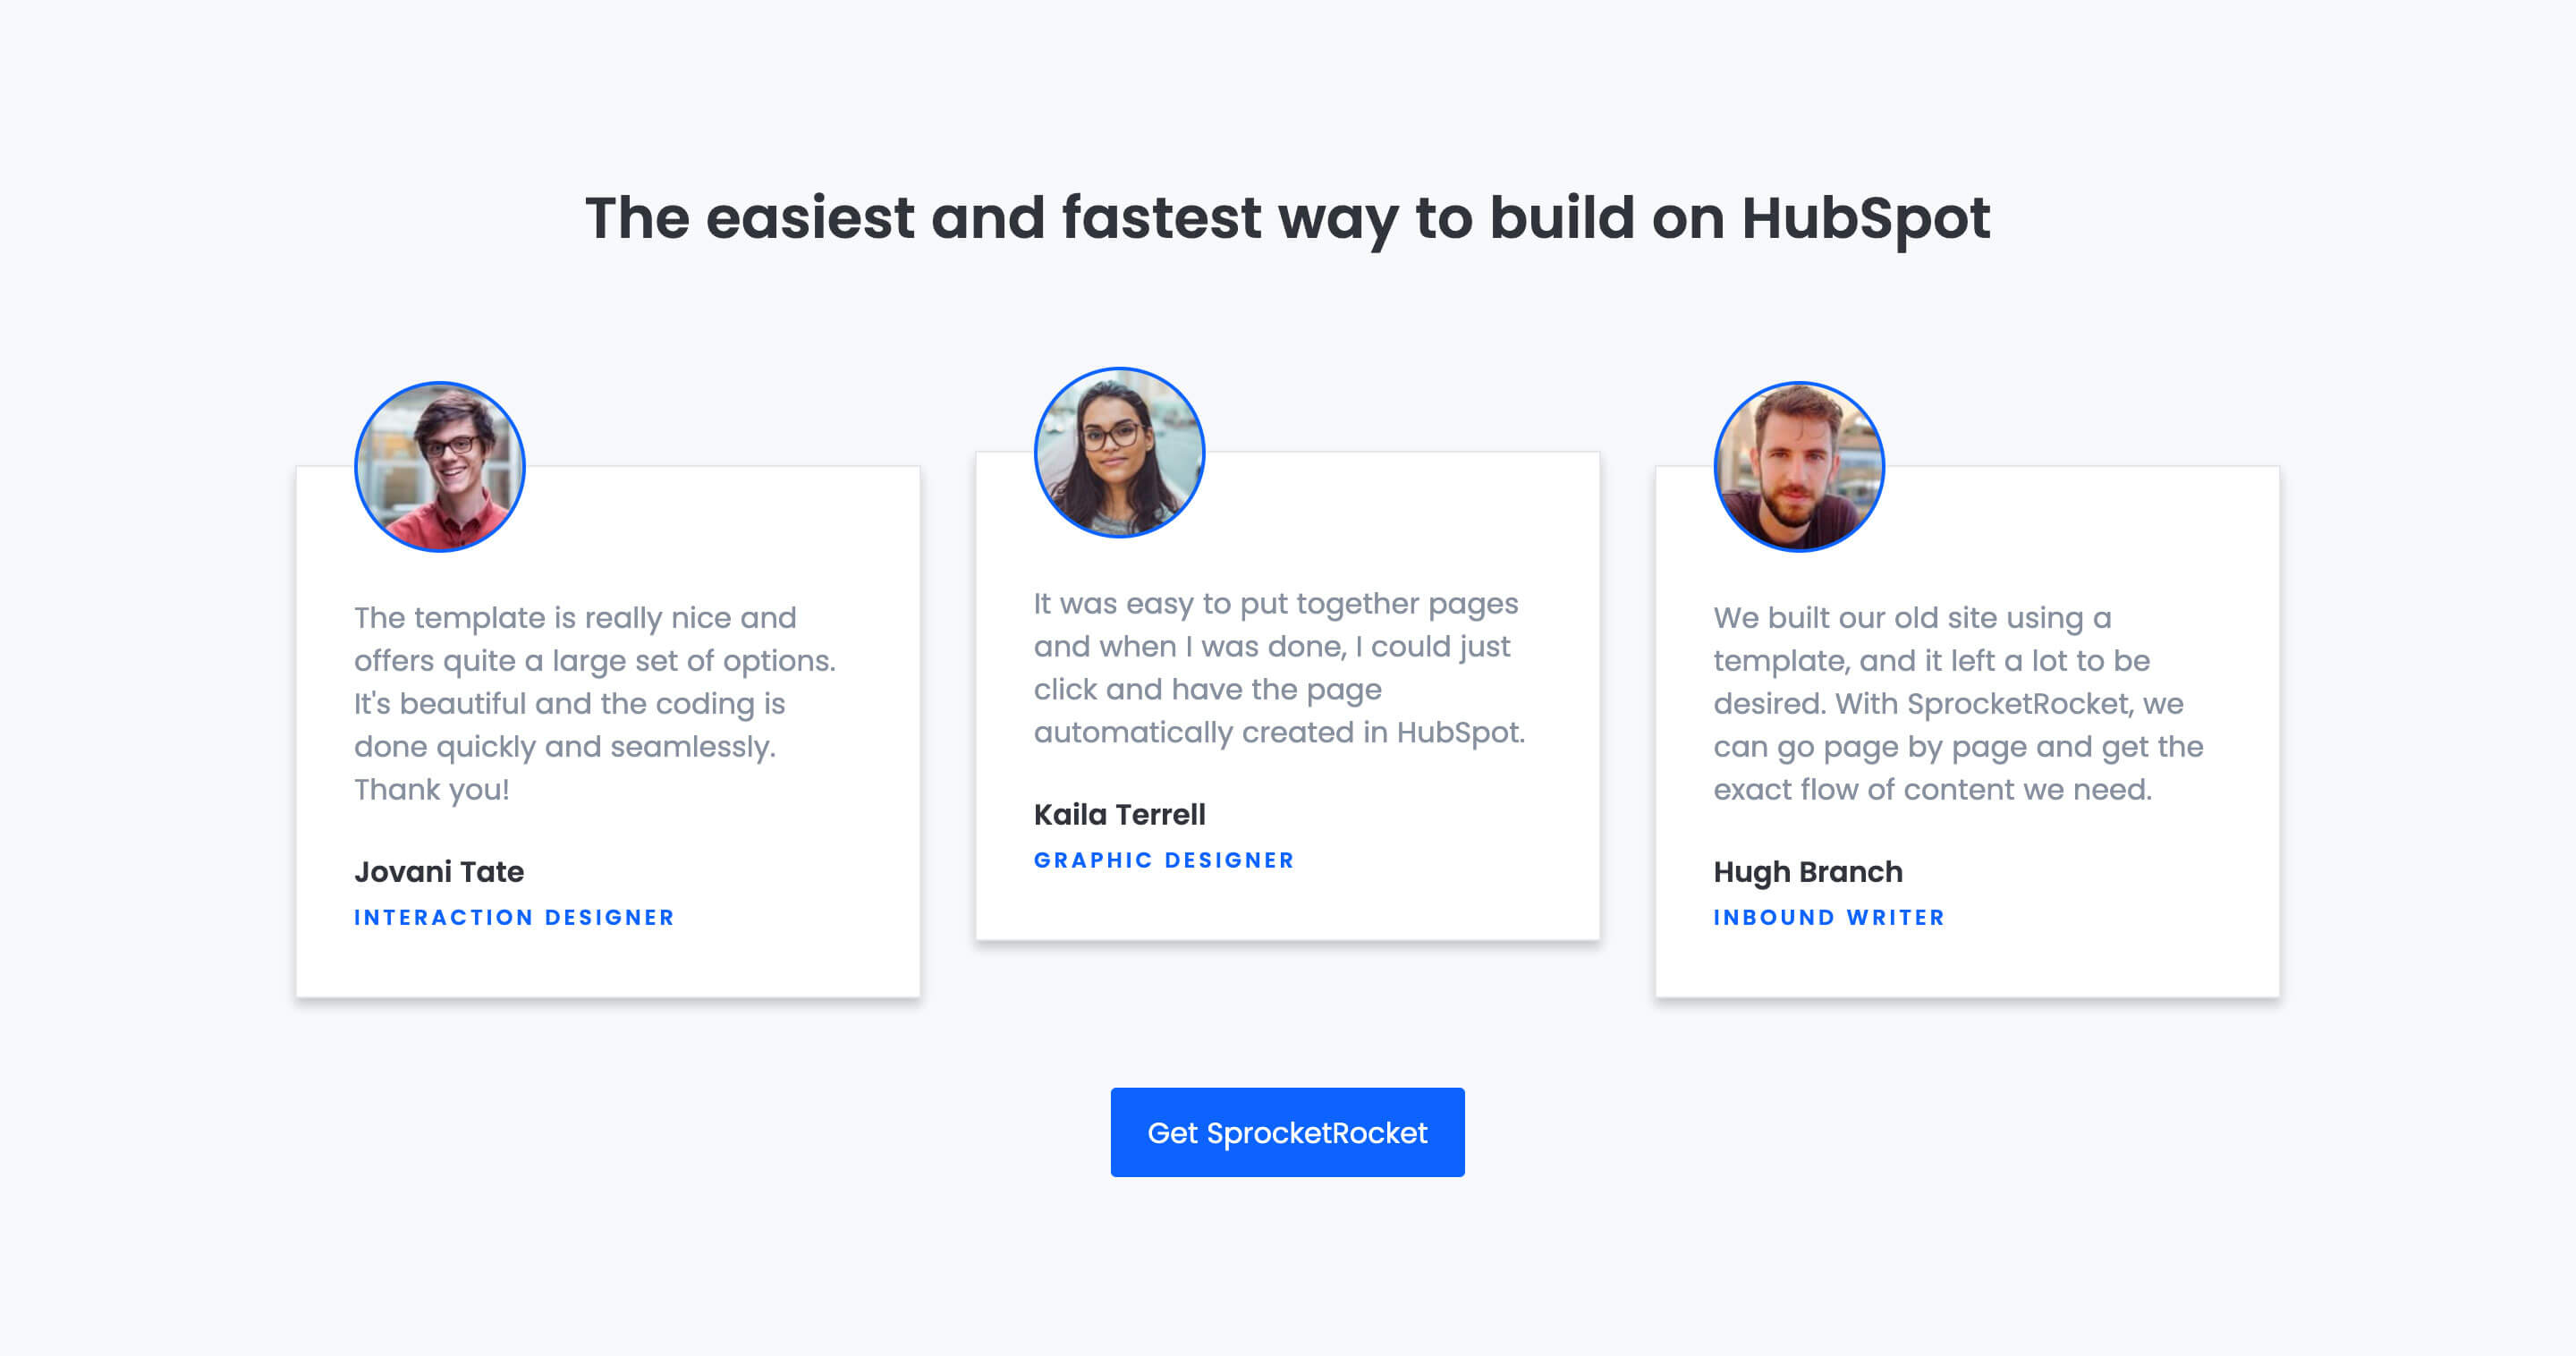 The easiest and fastest way to build on HubSpot
The template is really nice and
offers quite a large set of options.
It's beautiful and the coding is
done quickly and seamlessly.
Thank you!
Jovani Tate
INTERACTION DESIGNER
It was easy to put together pages
and when I was done, I could just
click and have the page
automatically created in HubSpot.
Kaila Terrell
GRAPHIC DESIGNER
We built our old site using a
template, and it left a lot to be
desired. With SprocketRocket, we
can go page by page and get the
exact flow of content we need.
Hugh Branch
INBOUND WRITER
Get SprocketRocket